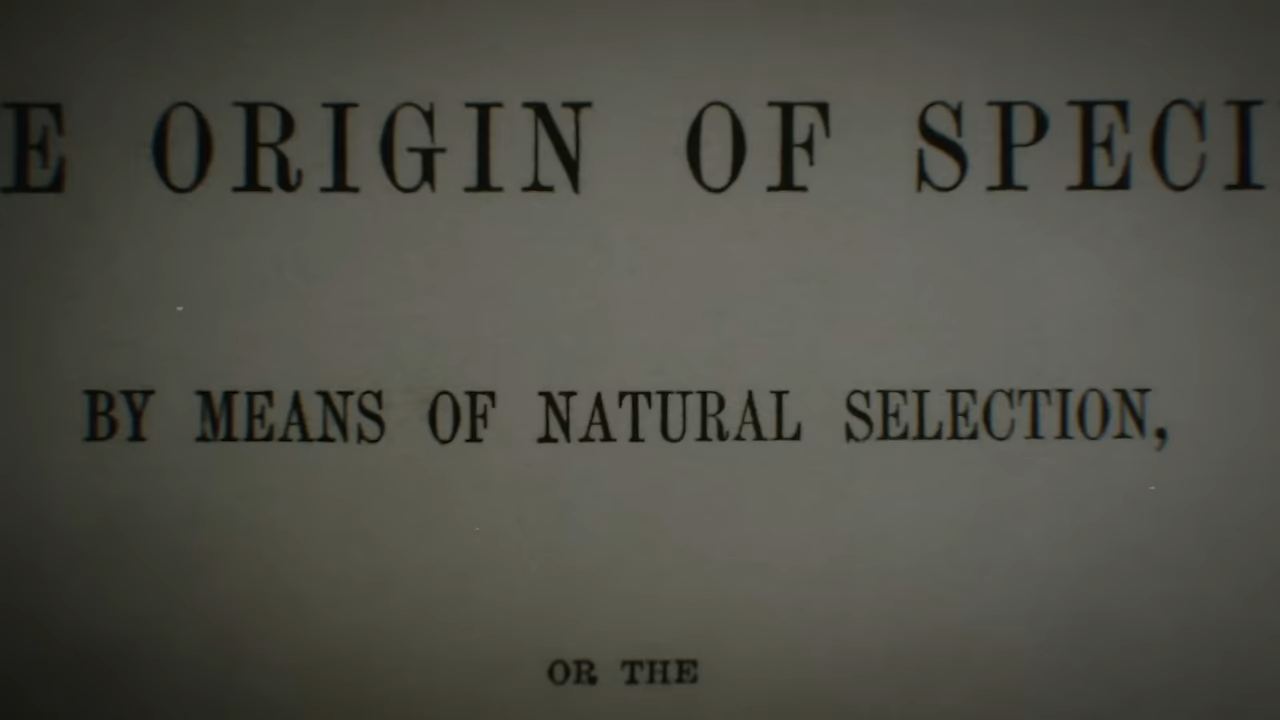 E ORIGIN OF SPECI
BY MEANS OF NATURAL SELECTION,
OR THE